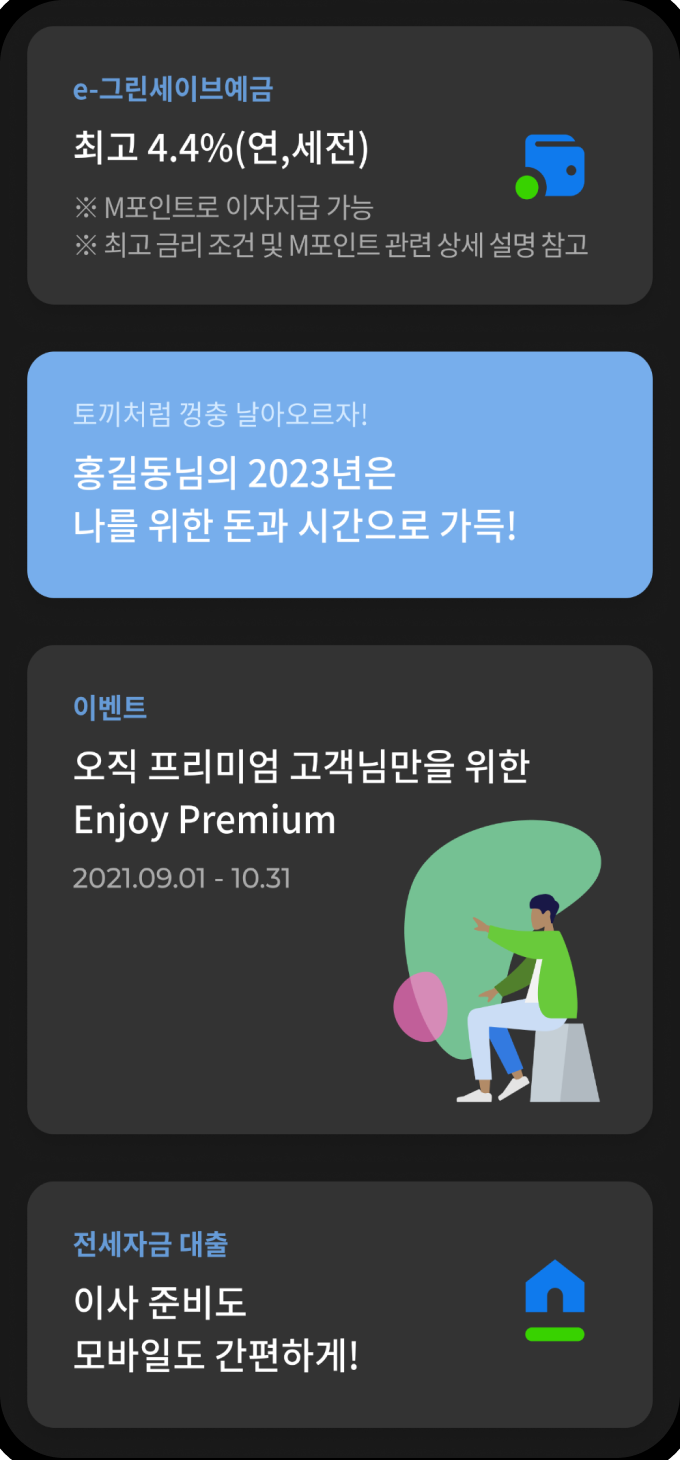 e-그린세이브예금
최고 4.4%(연,세전)
※ M포인트로 이자지급 가능
※ 최고 금리 조건 및 M포인트 관련 상세 설명 참고
토끼처럼 껑충 날아오르자!
홍길동님의 2023년은
나를 위한 돈과 시간으로 가득!
이벤트
오직 프리미엄 고객님만을 위한
Enjoy Premium
2021.09.01 - 10.31
전세자금 대출
이사 준비도
모바일도 간편하게!